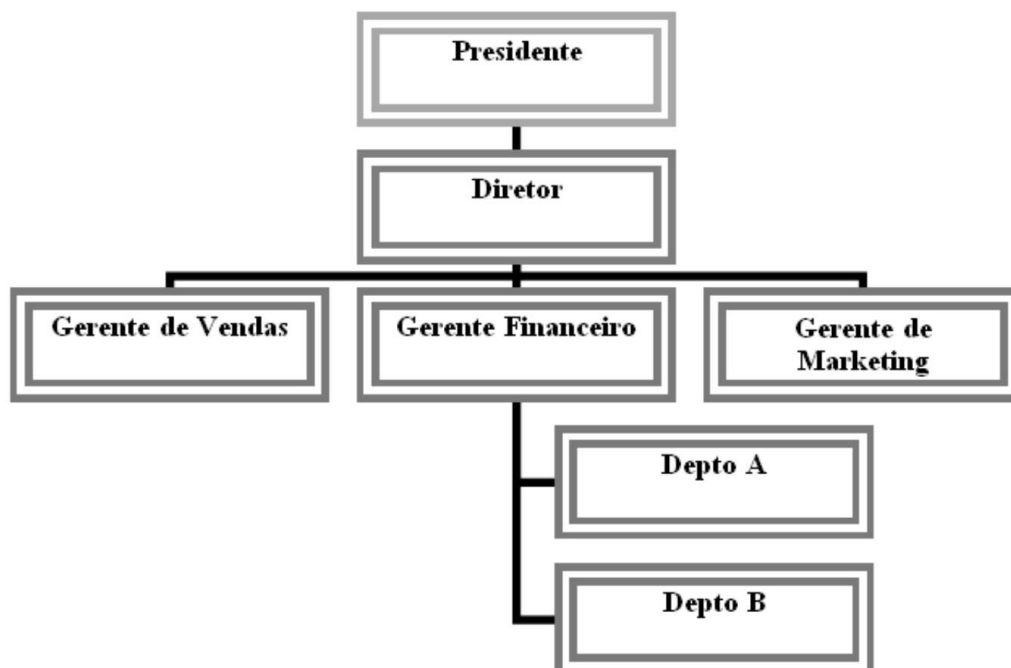 Presidente
Diretor
Gerente de Vendas
Gerente Financeiro
Gerente de
Marketing
Depto A
Depto B